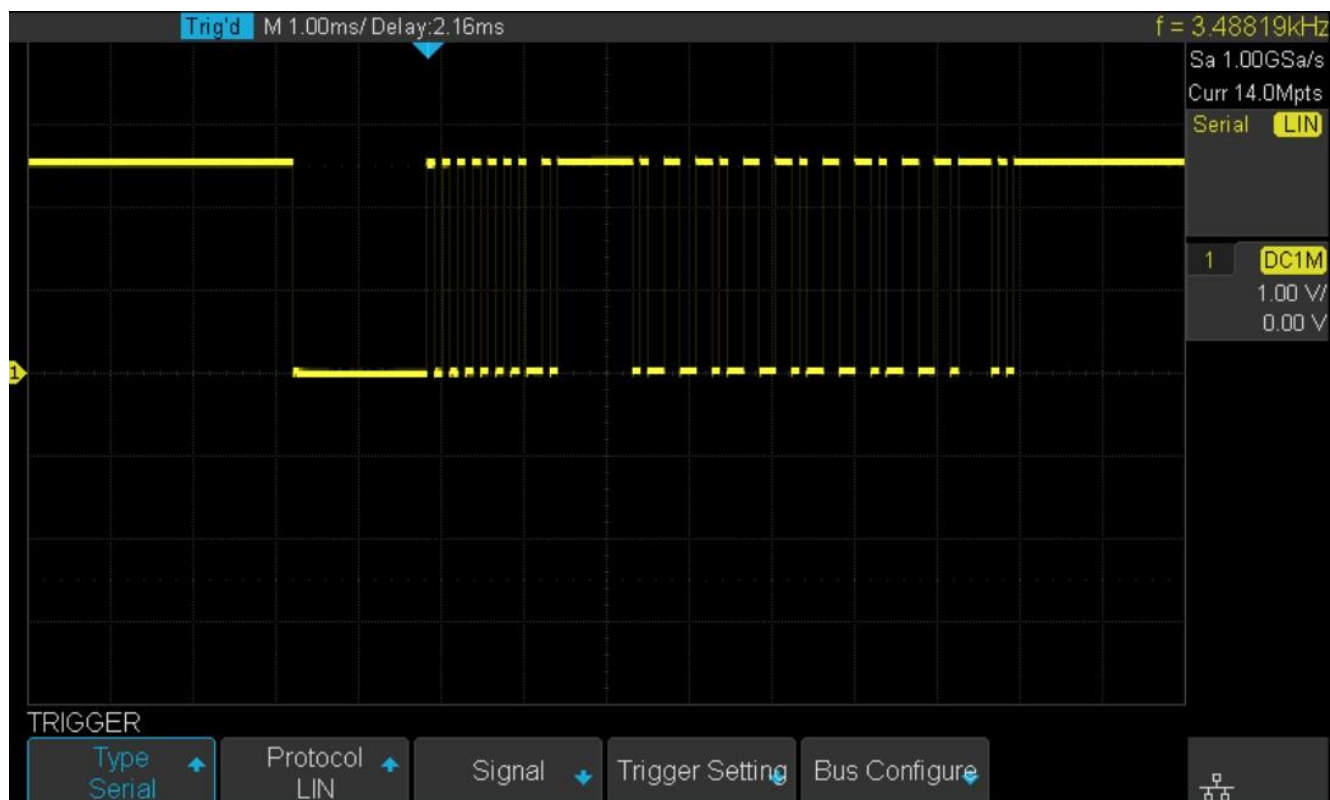 Trig'd M 1.00ms/ Delay:2.16ms f = 3.48819kHz
Sa 1.00GSa/s
Curr 14.0Mpts
Serial LIN
1 DC1M
1.00 V/
0.00 V
1
TRIGGER
Type Serial
Protocol LIN
Signal
Trigger Setting
Bus Configure